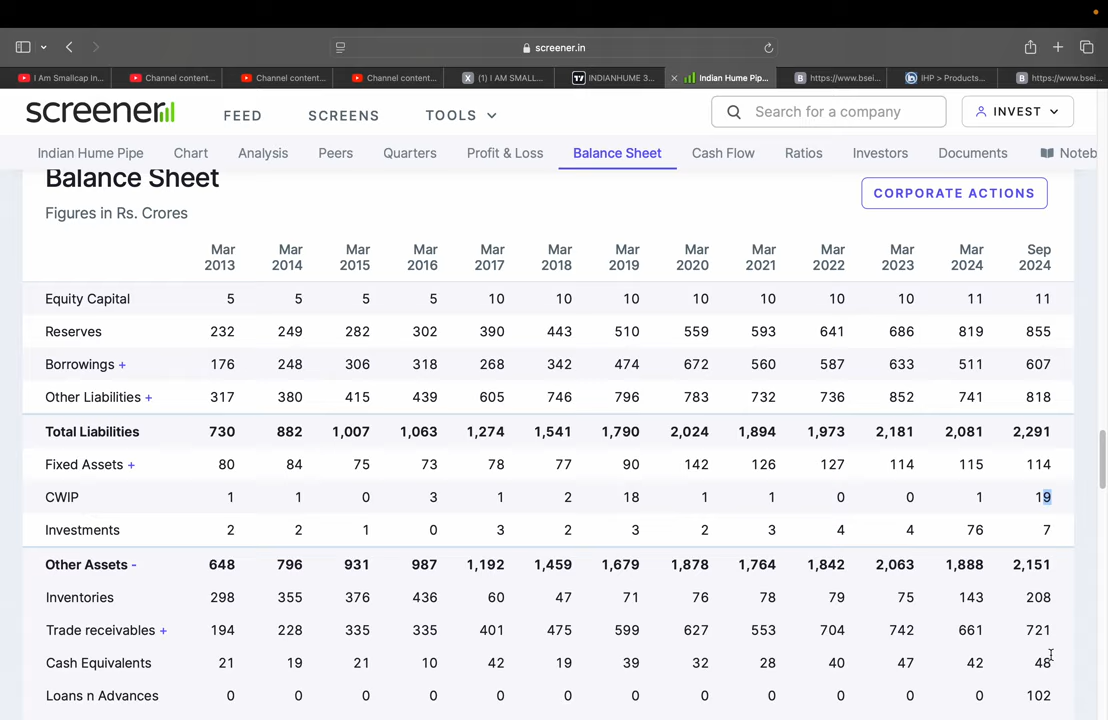 screener.in
I Am Smallcap In...
Channel content...
Channel content...
Channel content...
(1) I AM SMALL...
INDIANHUME 3...
Indian Hume Pip...
https://www.bsei...
IHP > Products...
https://www.bsei...
screener
FEED
SCREENS
TOOLS
Search for a company
INVEST
Indian Hume Pipe Chart Analysis Peers Quarters Profit & Loss Balance Sheet Cash Flow Ratios Investors Documents Noteb
Balance Sheet
Figures in Rs. Crores
CORPORATE ACTIONS
Mar Mar Mar Mar Mar Mar Mar Mar Mar Mar Mar Mar Sep
2013 2014 2015 2016 2017 2018 2019 2020 2021 2022 2023 2024 2024
Equity Capital 5 5 5 5 10 10 10 10 10 10 10 11 11
Reserves 232 249 282 302 390 443 510 559 593 641 686 819 855
Borrowings + 176 248 306 318 268 342 474 672 560 587 633 511 607
Other Liabilities + 317 380 415 439 605 746 796 783 732 736 852 741 818
Total Liabilities 730 882 1,007 1,063 1,274 1,541 1,790 2,024 1,894 1,973 2,181 2,081 2,291
Fixed Assets + 80 84 75 73 78 77 90 142 126 127 114 115 114
CWIP 1 1 0 3 1 2 18 1 1 0 0 1 19
Investments 2 2 1 0 3 2 3 2 3 4 4 76 7
Other Assets - 648 796 931 987 1,192 1,459 1,679 1,878 1,764 1,842 2,063 1,888 2,151
Inventories 298 355 376 436 60 47 71 76 78 79 75 143 208
Trade receivables + 194 228 335 335 401 475 599 627 553 704 742 661 721
Cash Equivalents 21 19 21 10 42 19 39 32 28 40 47 42 48
Loans n Advances 0 0 0 0 0 0 0 0 0 0 0 0 102